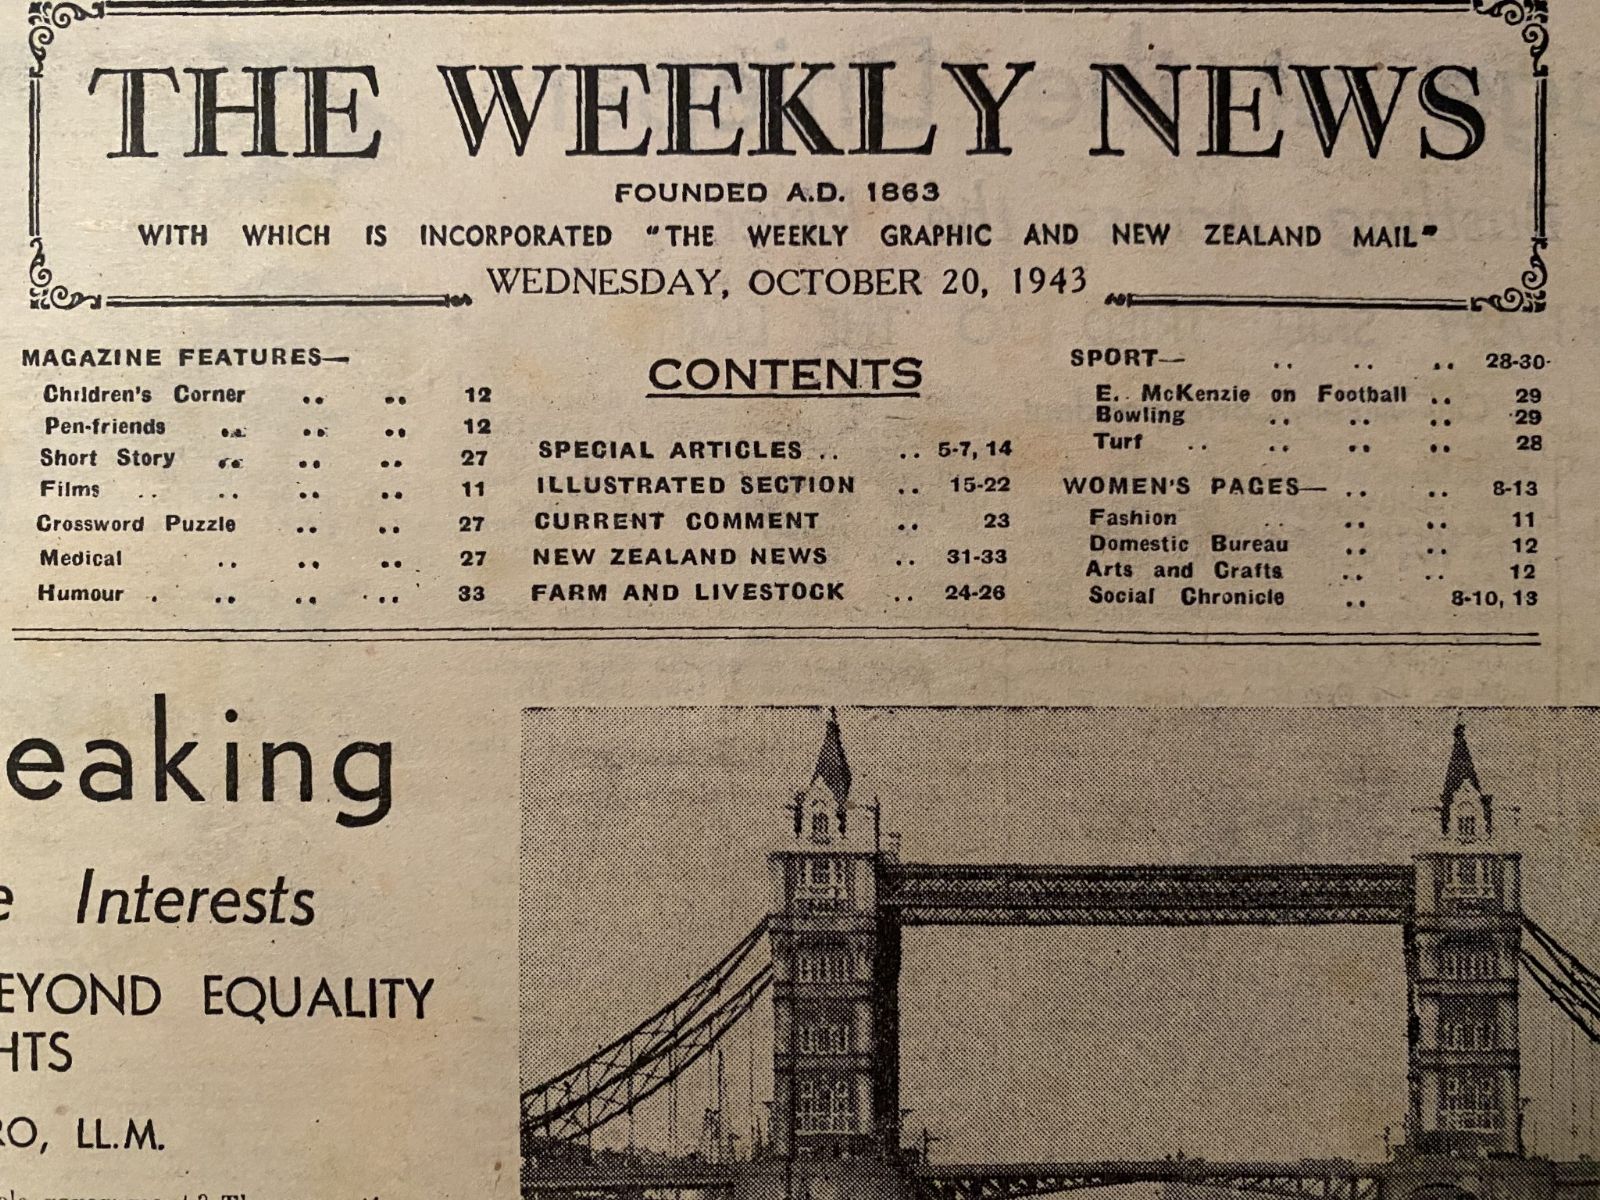 THE WEEKLY NEWS
FOUNDED A.D. 1863
WITH WHICH IS INCORPORATED "THE WEEKLY GRAPHIC AND NEW ZEALAND MAIL"
WEDNESDAY, OCTOBER 20, 1943
MAGAZINE FEATURES—
Children's Corner .. .. 12
Pen-friends .. .. .. 12
Short Story .. .. .. 27
Films .. .. .. .. 11
Crossword Puzzle .. .. 27
Medical .. .. .. 27
Humour . .. .. .. 33
CONTENTS
SPECIAL ARTICLES .. .. 5-7, 14
ILLUSTRATED SECTION .. 15-22
CURRENT COMMENT .. 23
NEW ZEALAND NEWS .. 31-33
FARM AND LIVESTOCK .. 24-26
SPORT— .. .. .. 28-30
E. McKenzie on Football .. 29
Bowling .. .. .. 29
Turf .. .. .. .. 28
WOMEN'S PAGES— .. .. 8-13
Fashion .. .. .. 11
Domestic Bureau .. .. 12
Arts and Crafts .. .. 12
Social Chronicle .. 8-10, 13
eaking
e Interests
EYOND EQUALITY
HTS
RO, LL.M.